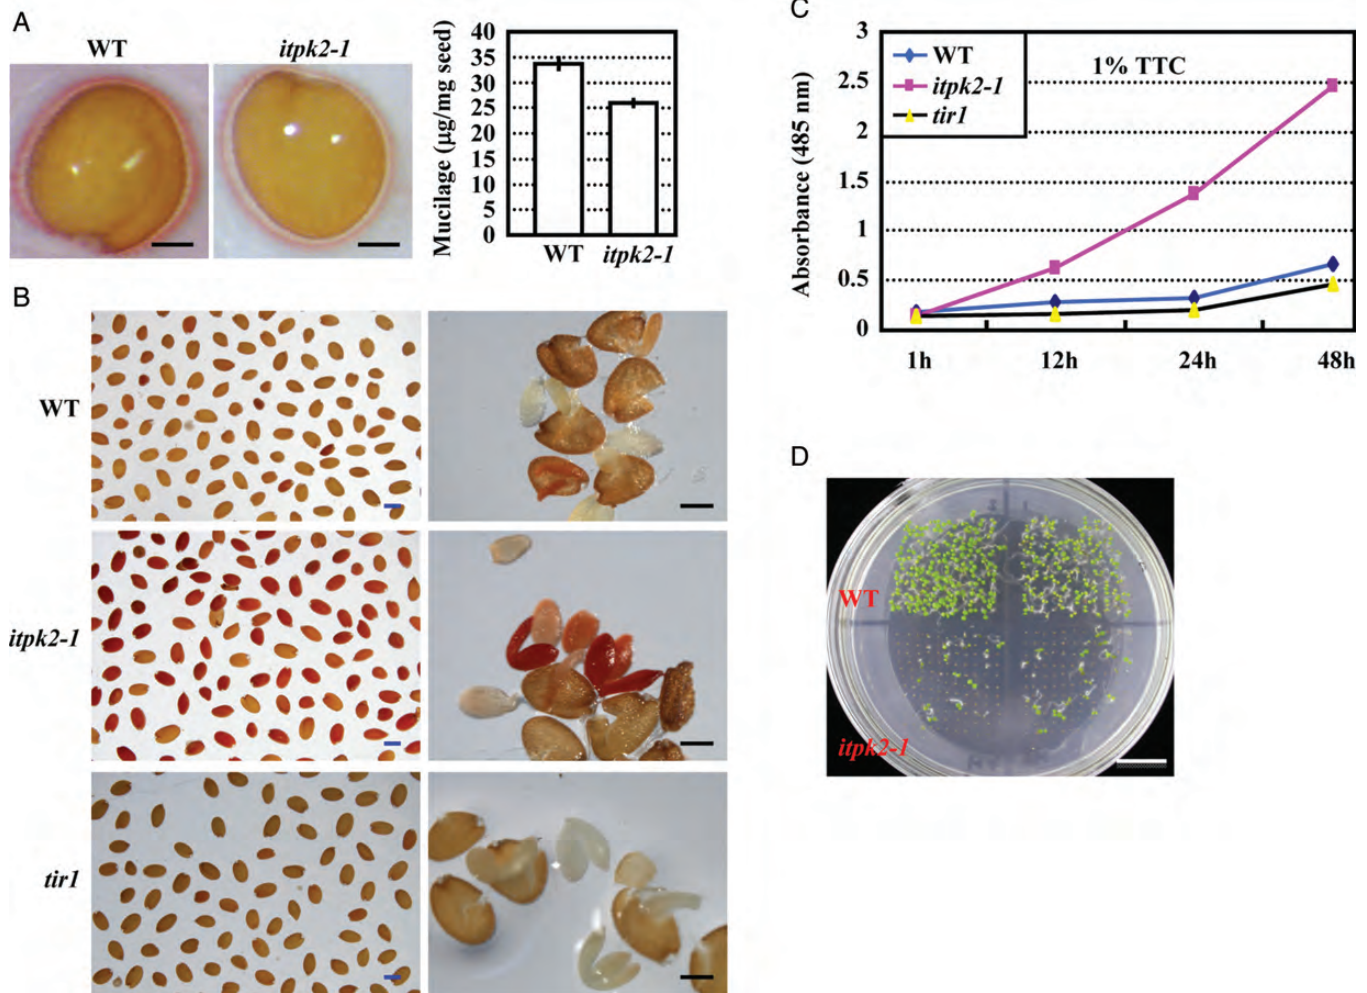 A
WT
itpk2-1
Mucilage (μg/mg seed)
40
35
30
25
20
15
10
5
0
WT
itpk2-1
B
WT
itpk2-1
tir1
C
Absorbance (485 nm)
3
2.5
2
1.5
1
0.5
0
WT
itpk2-1
tir1
1% TTC
1h
12h
24h
48h
D
WT
itpk2-1